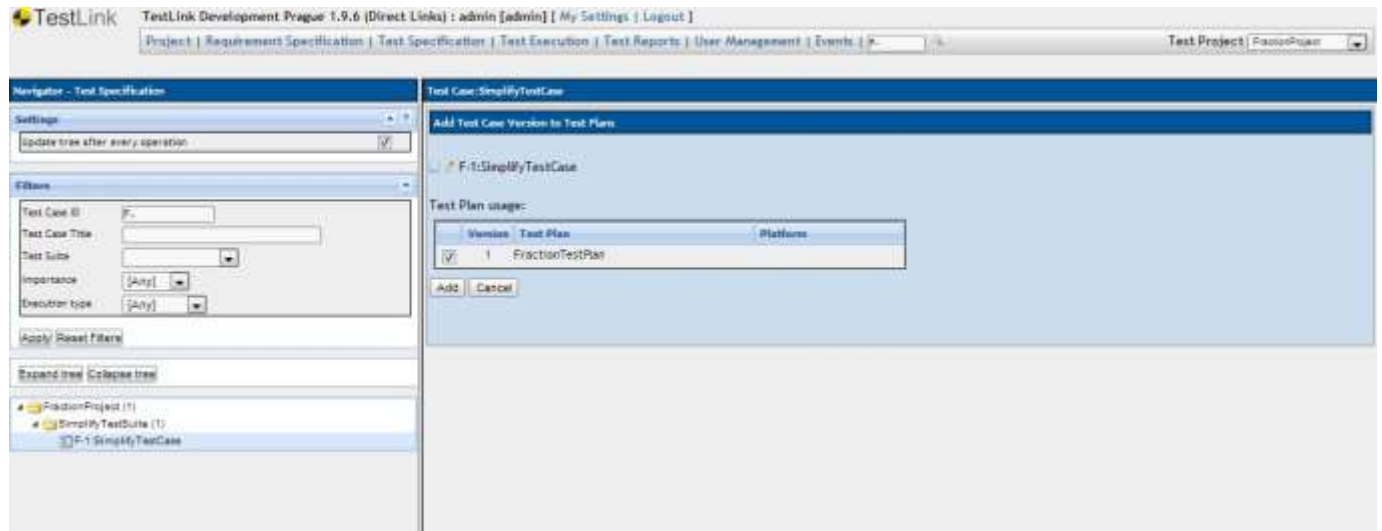 TestLink TestLink Development Prague 1.9.6 (Direct Links) : admin [admin] [ My Settings | Logout ]
Project | Requirement Specification | Test Specification | Test Execution | Test Reports | User Management | Events | F- Test Project FractionProject
Navigator - Test Specification
Settings
Update tree after every operation
Filters
Test Case ID F-
Test Case Title
Test Suite
Importance [Any]
Execution type [Any]
Apply Reset Filters
Expand tree Collapse tree
FractionProject (1)
SimplifyTestSuite (1)
F-1:SimplifyTestCase
Test Case:SimplifyTestCase
Add Test Case Version to Test Plans
F-1:SimplifyTestCase
Test Plan usage:
Version Test Plan Platform
1 FractionTestPlan
Add Cancel